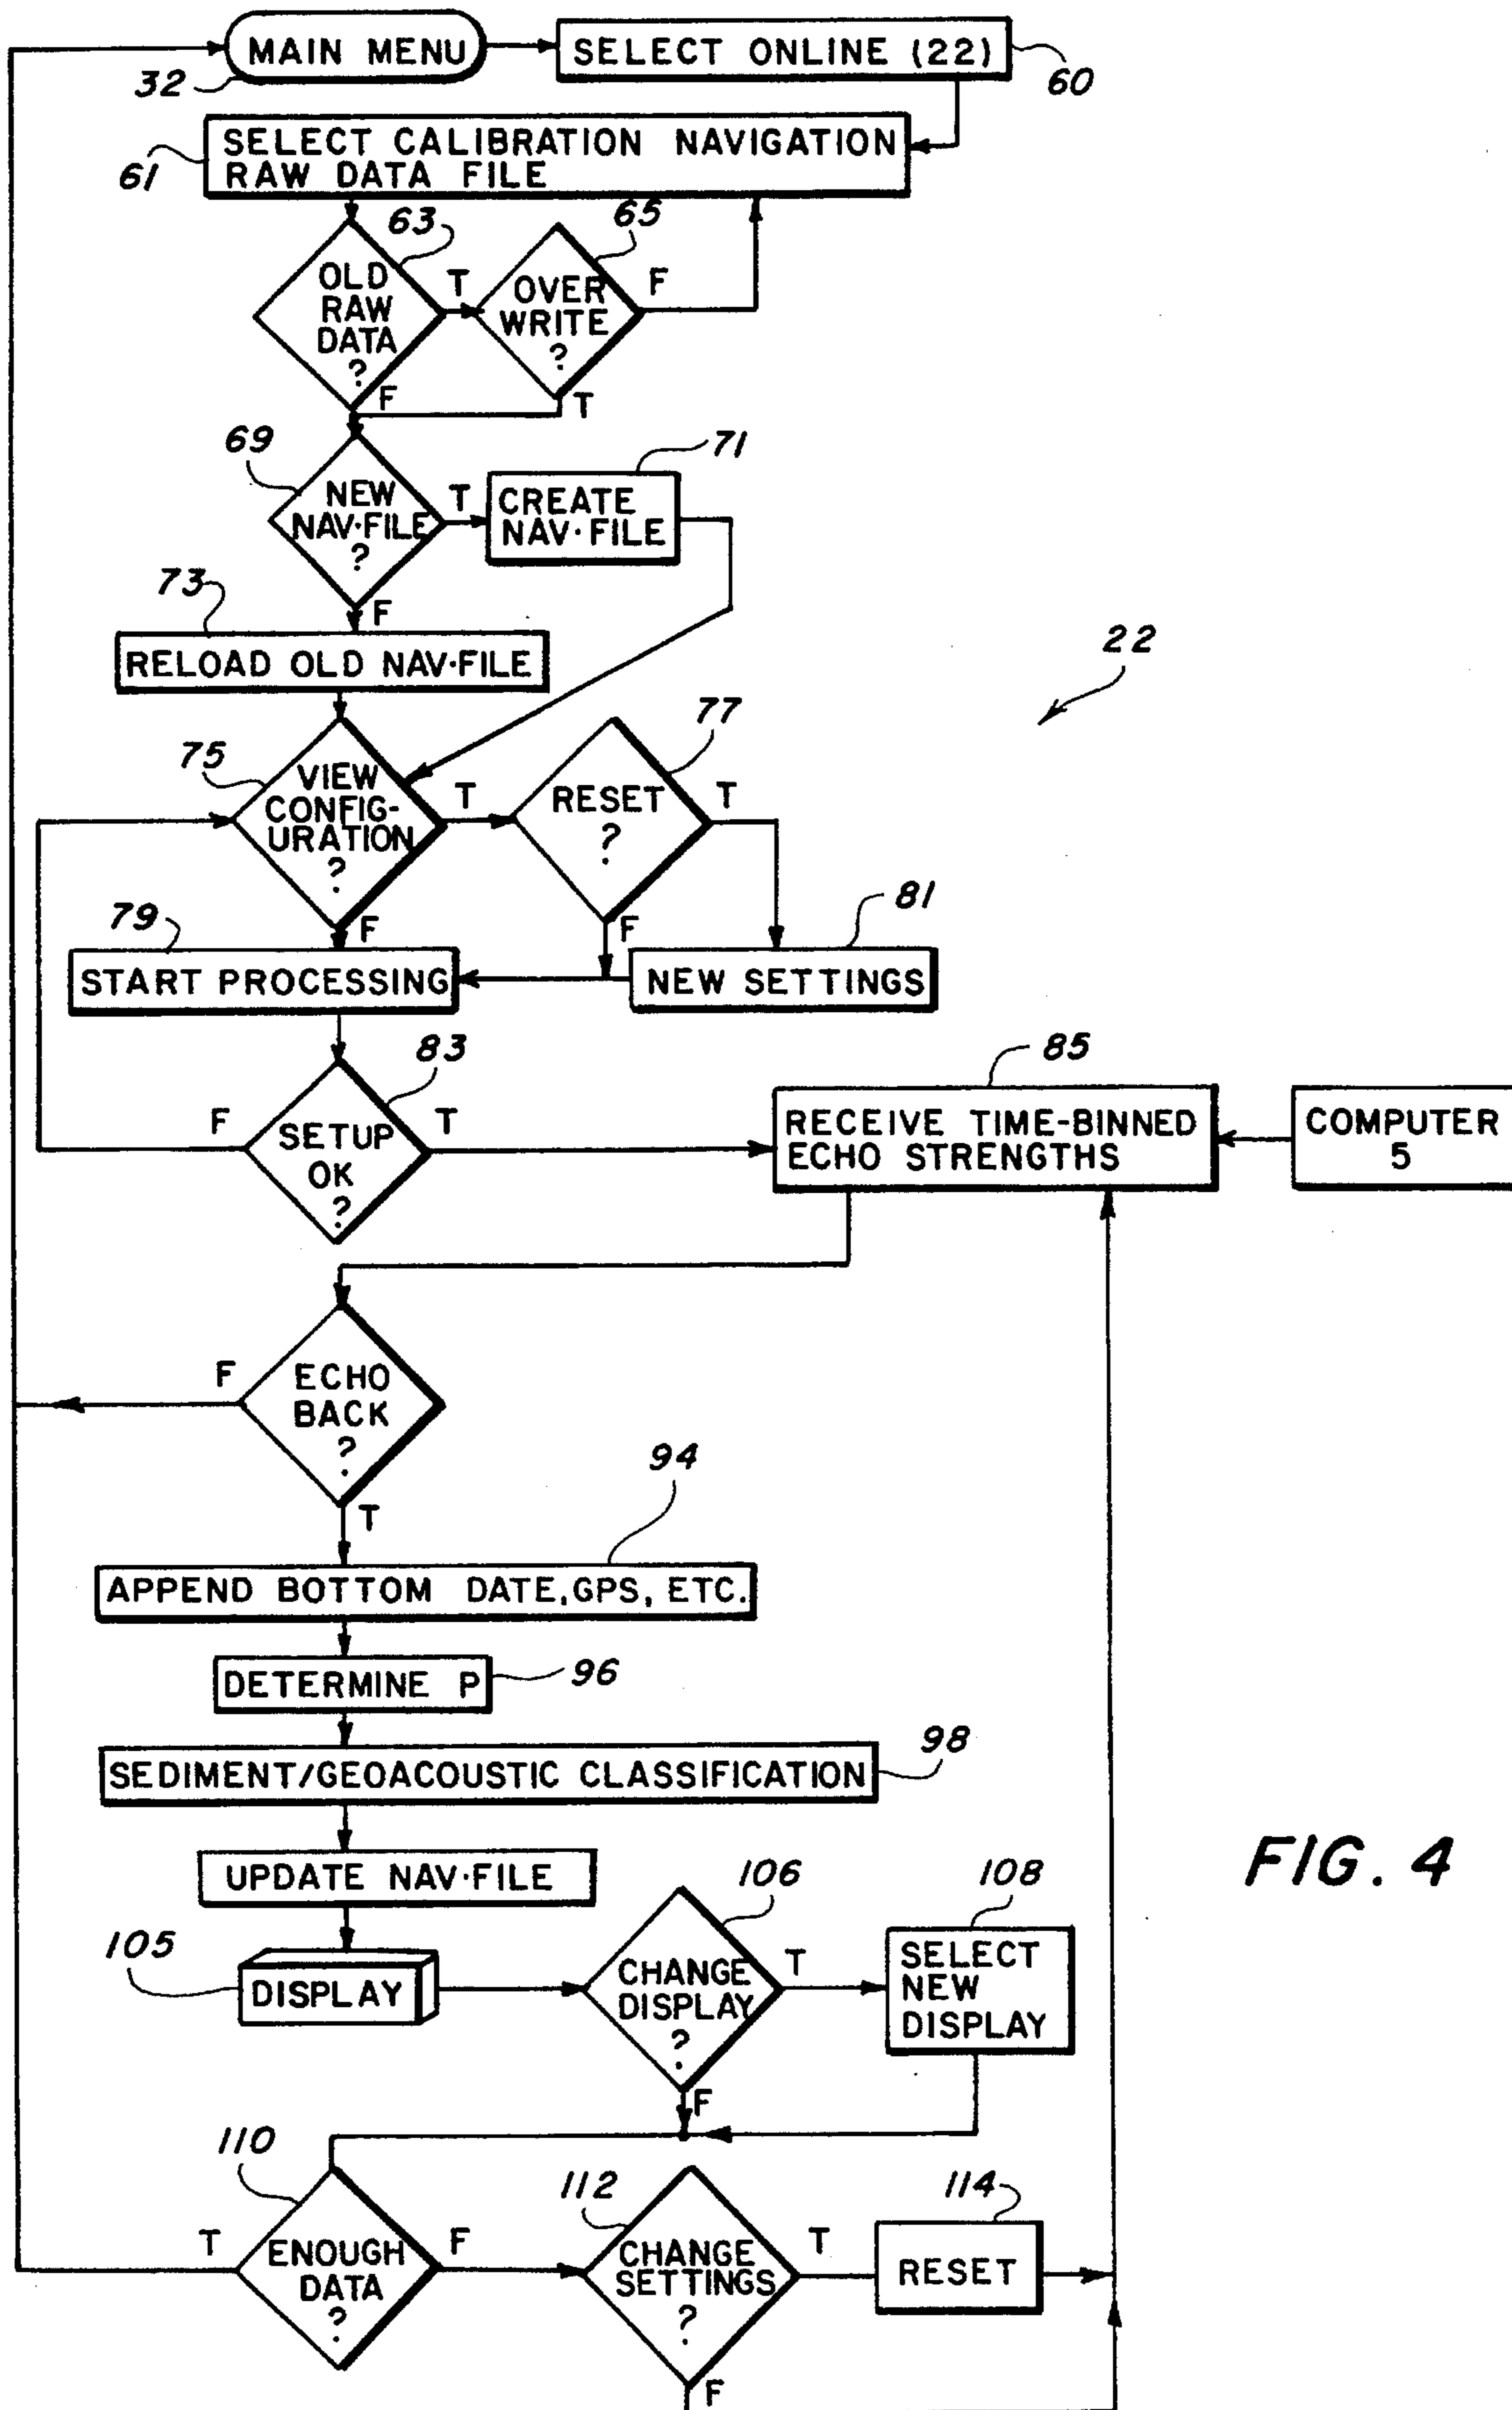 MAIN MENU
SELECT ONLINE (22)
32
60
SELECT CALIBRATION NAVIGATION
RAW DATA FILE
61
63
65
OLD
RAW
DATA
?
T
OVER
WRITE
?
F
F
T
69
71
NEW
NAV·FILE
?
T
CREATE
NAV·FILE
73
F
RELOAD OLD NAV·FILE
22
75
77
VIEW
CONFIG-
URATION
?
T
RESET
?
T
79
F
F
81
START PROCESSING
NEW SETTINGS
83
85
F
SETUP
OK
?
T
RECEIVE TIME-BINNED
ECHO STRENGTHS
COMPUTER
5
F
ECHO
BACK
?
T
94
APPEND BOTTOM DATE,GPS, ETC.
DETERMINE P
96
SEDIMENT/GEOACOUSTIC CLASSIFICATION
98
UPDATE NAV·FILE
FIG. 4
105
DISPLAY
106
CHANGE
DISPLAY
?
T
108
SELECT
NEW
DISPLAY
F
110
112
114
T
ENOUGH
DATA
?
F
CHANGE
SETTINGS
?
T
RESET
F